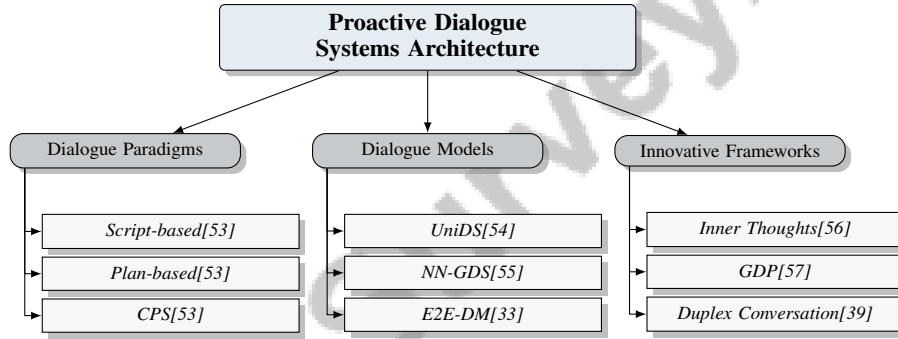 Proactive Dialogue
Systems Architecture
Dialogue Paradigms
Dialogue Models
Innovative Frameworks
Script-based[53]
UniDS[54]
Inner Thoughts[56]
Plan-based[53]
NN-GDS[55]
GDP[57]
CPS[53]
E2E-DM[33]
Duplex Conversation[39]